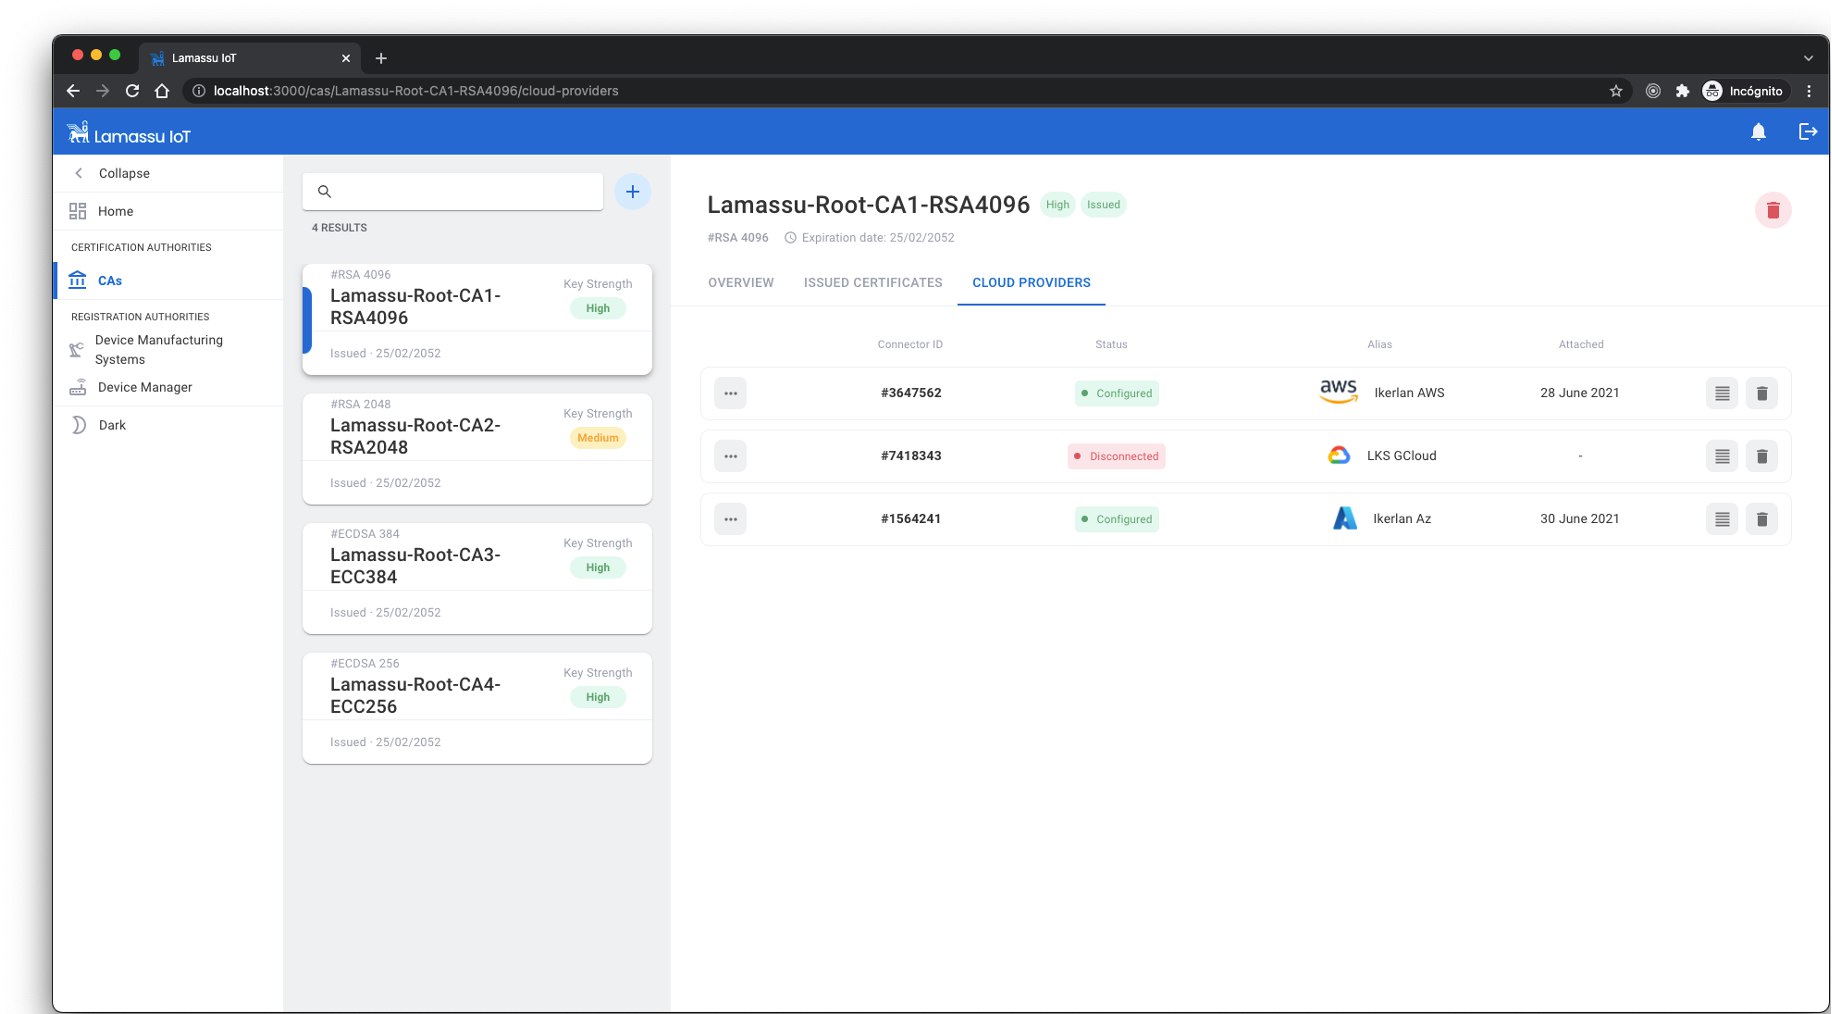 Lamassu IoT
localhost:3000/cas/Lamassu-Root-CA1-RSA4096/cloud-providers
Incógnito
Lamassu IoT
Collapse
Home
CERTIFICATION AUTHORITIES
CAs
REGISTRATION AUTHORITIES
Device Manufacturing
Systems
Device Manager
Dark
4 RESULTS
#RSA 4096
Lamassu-Root-CA1-
RSA4096
Key Strength
High
Issued · 25/02/2052
#RSA 2048
Lamassu-Root-CA2-
RSA2048
Key Strength
Medium
Issued · 25/02/2052
#ECDSA 384
Lamassu-Root-CA3-
ECC384
Key Strength
High
Issued · 25/02/2052
#ECDSA 256
Lamassu-Root-CA4-
ECC256
Key Strength
High
Issued · 25/02/2052
Lamassu-Root-CA1-RSA4096 High Issued
#RSA 4096 Expiration date: 25/02/2052
OVERVIEW ISSUED CERTIFICATES CLOUD PROVIDERS
Connector ID Status Alias Attached
#3647562 Configured aws Ikerlan AWS 28 June 2021
#7418343 Disconnected LKS GCloud -
#1564241 Configured Ikerlan Az 30 June 2021